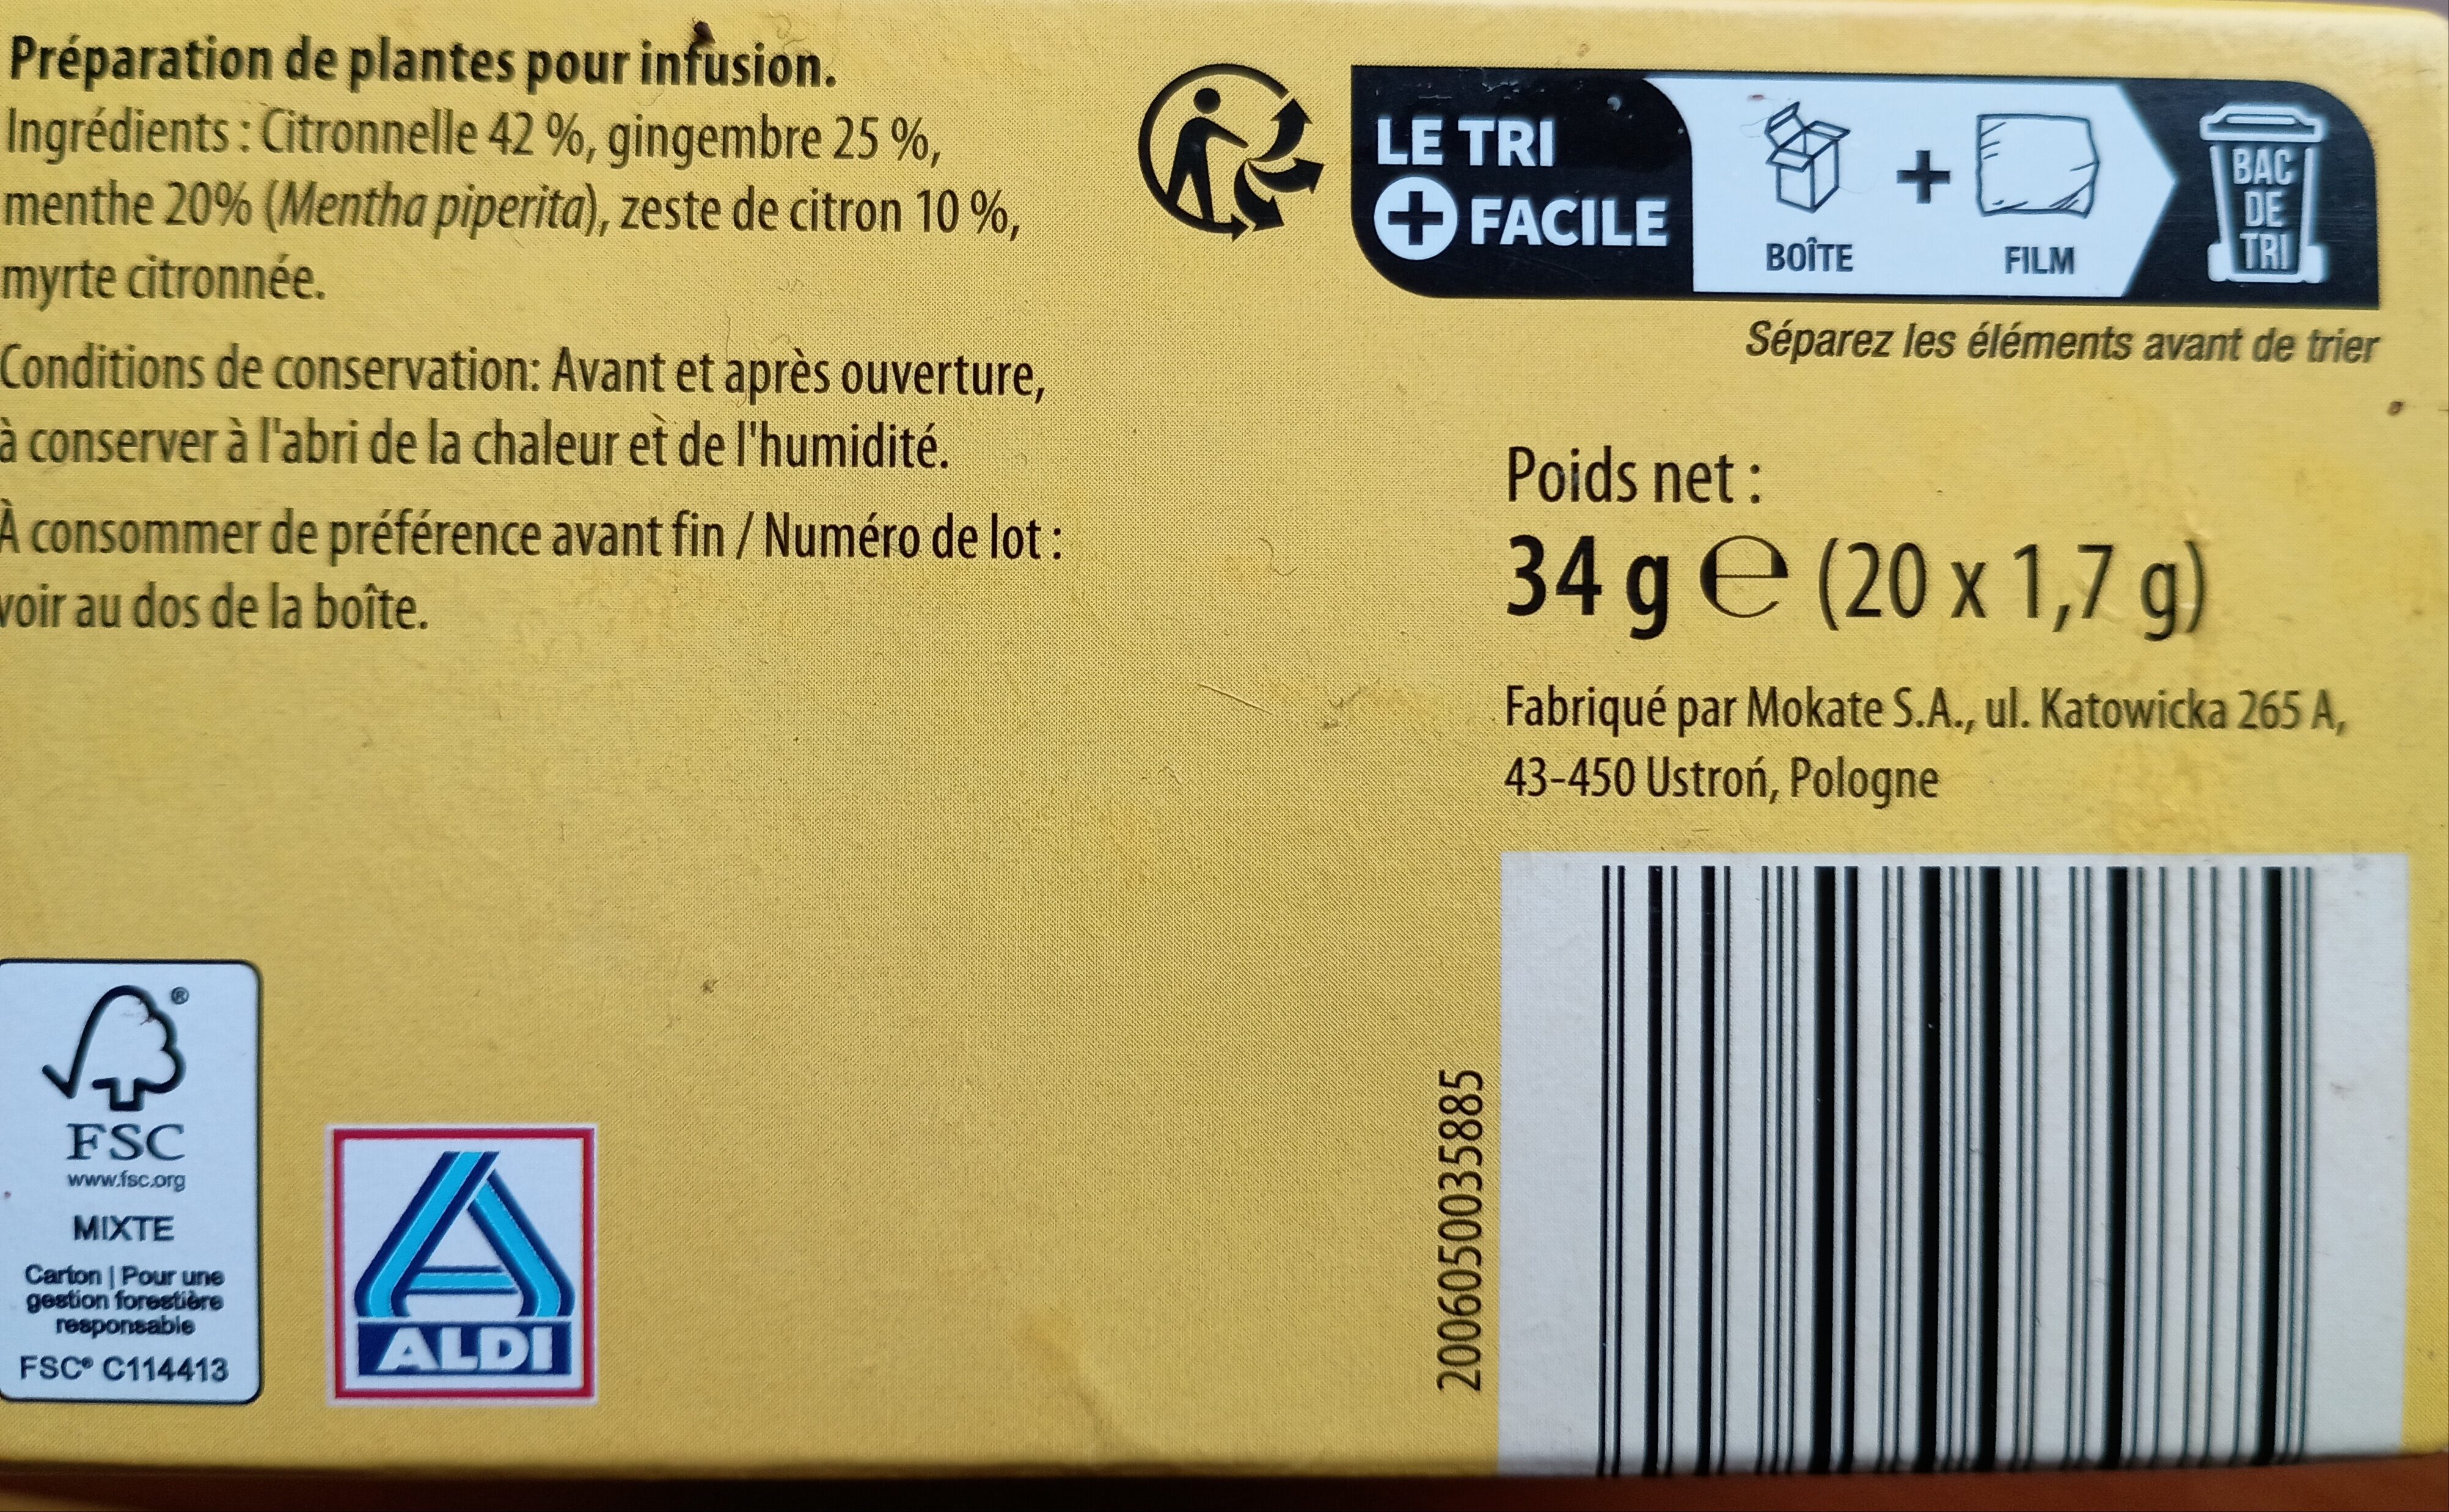 Préparation de plantes pour infusion.
Ingrédients : Citronnelle 42 %, gingembre 25 %,
menthe 20% (Mentha piperita), zeste de citron 10 %,
myrte citronnée.
Conditions de conservation: Avant et après ouverture,
à conserver à l'abri de la chaleur et de l'humidité.
À consommer de préférence avant fin / Numéro de lot :
voir au dos de la boîte.
LE TRI
+ FACILE
BOÎTE
+
FILM
BAC
DE
TRI
Séparez les éléments avant de trier
Poids net :
34 g ℮ (20 x 1,7 g)
Fabriqué par Mokate S.A., ul. Katowicka 265 A,
43-450 Ustroń, Pologne
2006050035885
®
FSC
www.fsc.org
MIXTE
Carton | Pour une
gestion forestière
responsable
FSC® C114413
ALDI